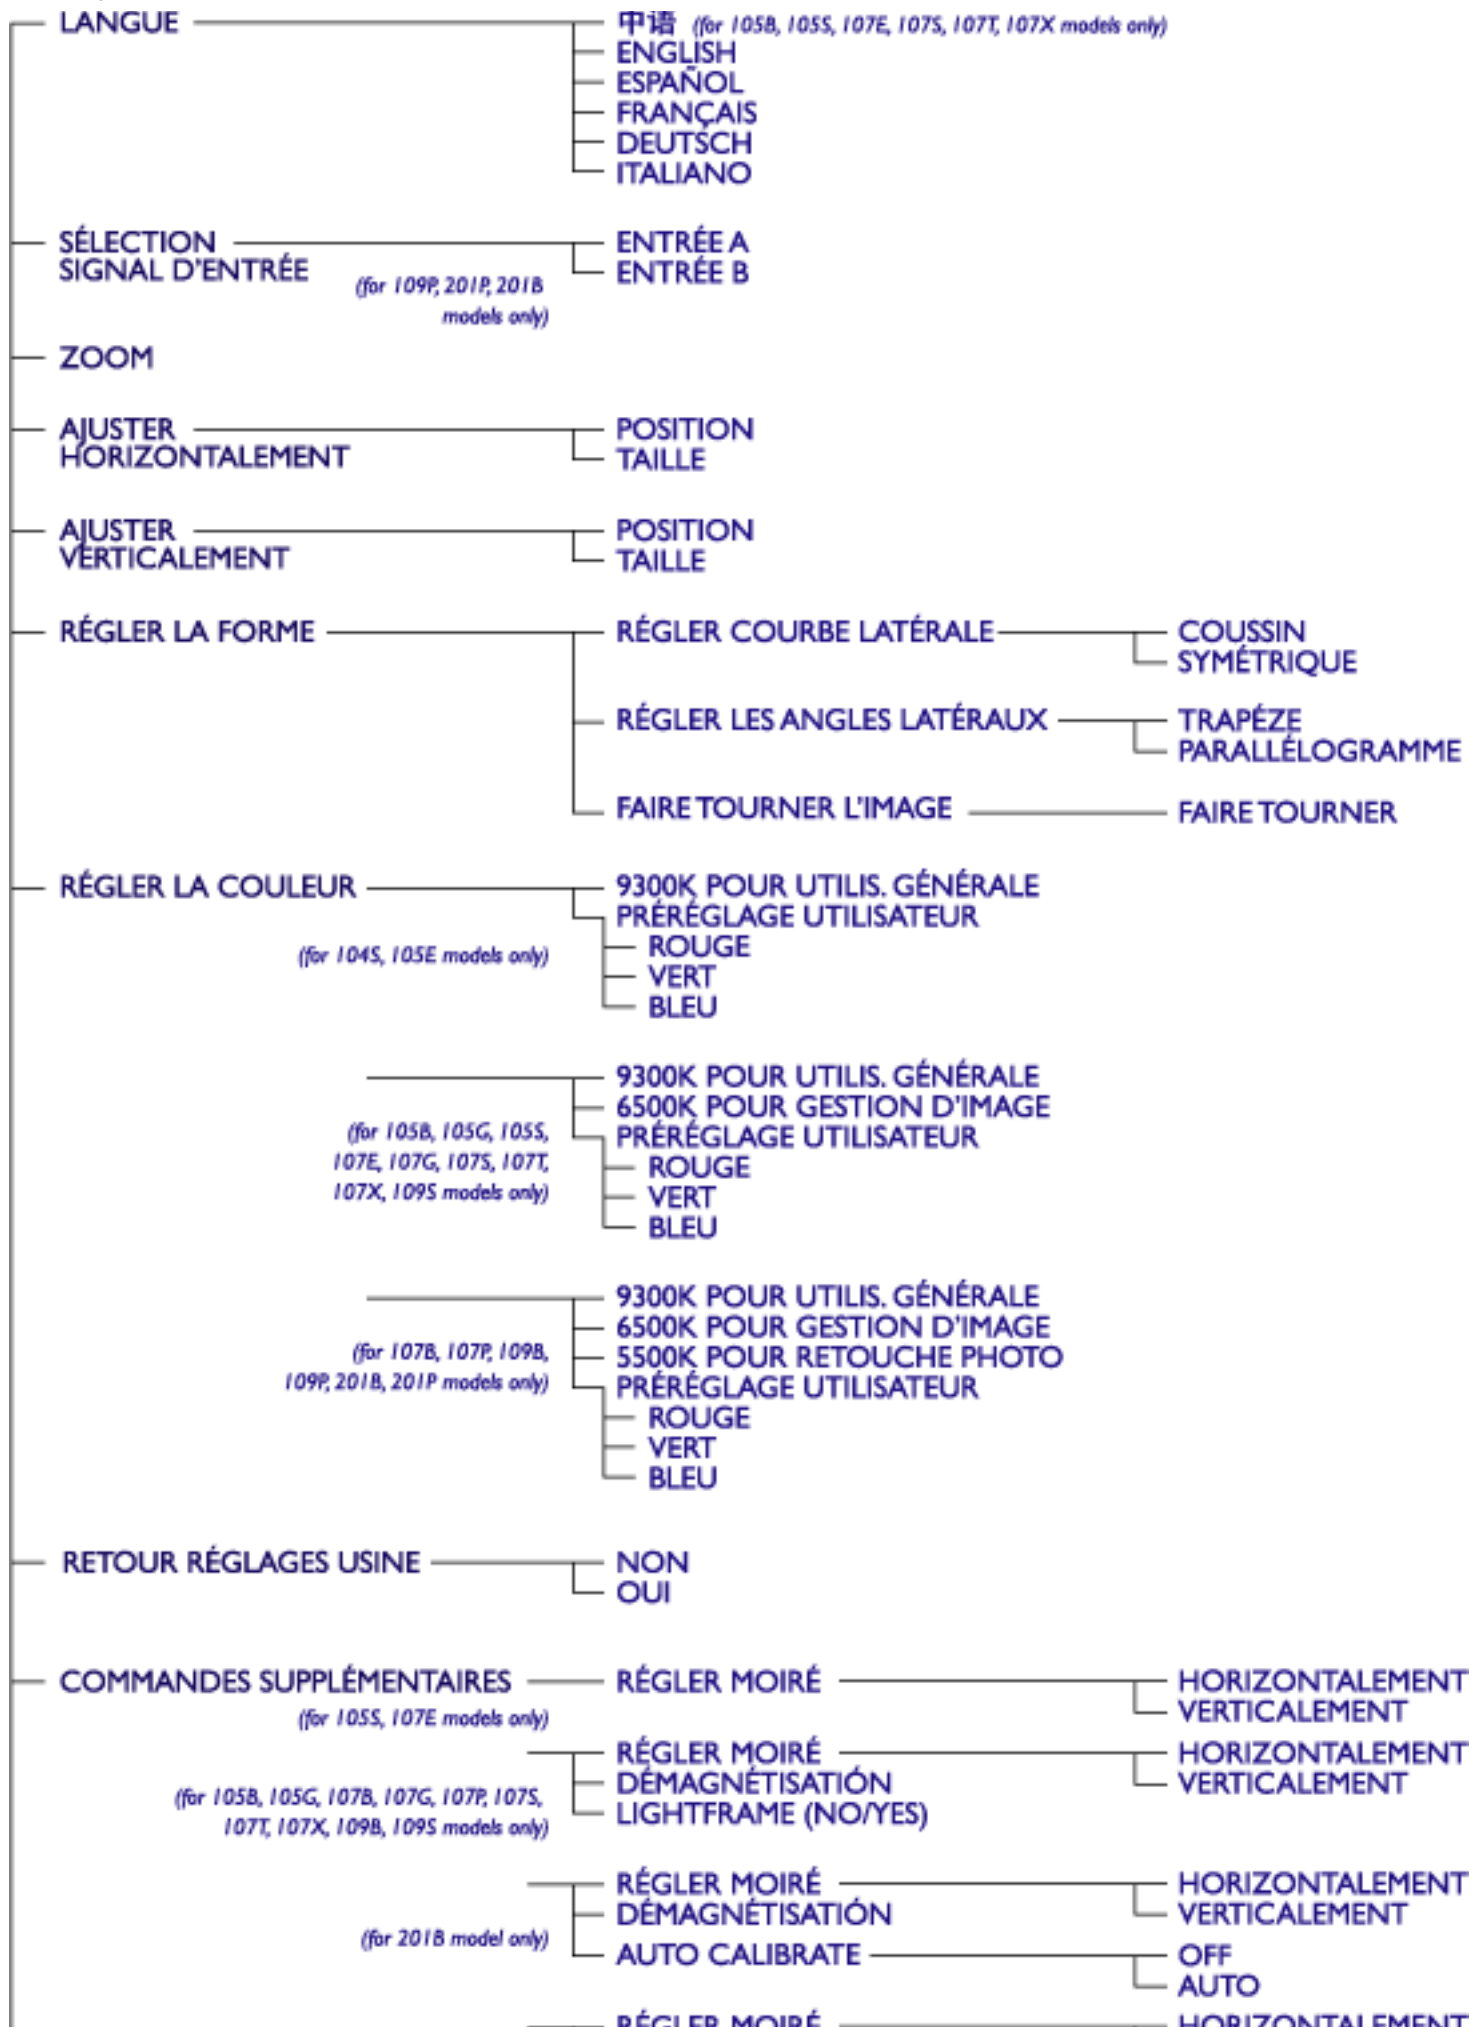 LANGUE
中语 (for 105B, 105S, 107E, 107S, 107T, 107X models only)
ENGLISH
ESPAÑOL
FRANÇAIS
DEUTSCH
ITALIANO
SÉLECTION
SIGNAL D'ENTRÉE
(for 109P, 201P, 201B
models only)
ENTRÉE A
ENTRÉE B
ZOOM
AJUSTER
HORIZONTALEMENT
POSITION
TAILLE
AJUSTER
VERTICALEMENT
POSITION
TAILLE
RÉGLER LA FORME
RÉGLER COURBE LATÉRALE
COUSSIN
SYMÉTRIQUE
RÉGLER LES ANGLES LATÉRAUX
TRAPÉZE
PARALLÉLOGRAMME
FAIRE TOURNER L'IMAGE
FAIRE TOURNER
RÉGLER LA COULEUR
(for 104S, 105E models only)
9300K POUR UTILIS. GÉNÉRALE
PRÉRÉGLAGE UTILISATEUR
ROUGE
VERT
BLEU
(for 105B, 105G, 105S,
107E, 107G, 107S, 107T,
107X, 109S models only)
9300K POUR UTILIS. GÉNÉRALE
6500K POUR GESTION D'IMAGE
PRÉRÉGLAGE UTILISATEUR
ROUGE
VERT
BLEU
(for 107B, 107P, 109B,
109P, 201B, 201P models only)
9300K POUR UTILIS. GÉNÉRALE
6500K POUR GESTION D'IMAGE
5500K POUR RETOUCHE PHOTO
PRÉRÉGLAGE UTILISATEUR
ROUGE
VERT
BLEU
RETOUR RÉGLAGES USINE
NON
OUI
COMMANDES SUPPLÉMENTAIRES
(for 105S, 107E models only)
RÉGLER MOIRÉ
HORIZONTALEMENT
VERTICALEMENT
(for 105B, 105G, 107B, 107G, 107P, 107S,
107T, 107X, 109B, 109S models only)
RÉGLER MOIRÉ
DÉMAGNÉTISATIÓN
LIGHTFRAME (NO/YES)
HORIZONTALEMENT
VERTICALEMENT
(for 201B model only)
RÉGLER MOIRÉ
DÉMAGNÉTISATIÓN
AUTO CALIBRATE
HORIZONTALEMENT
VERTICALEMENT
OFF
AUTO
RÉGLER MOIRÉ
HORIZONTALEMENT